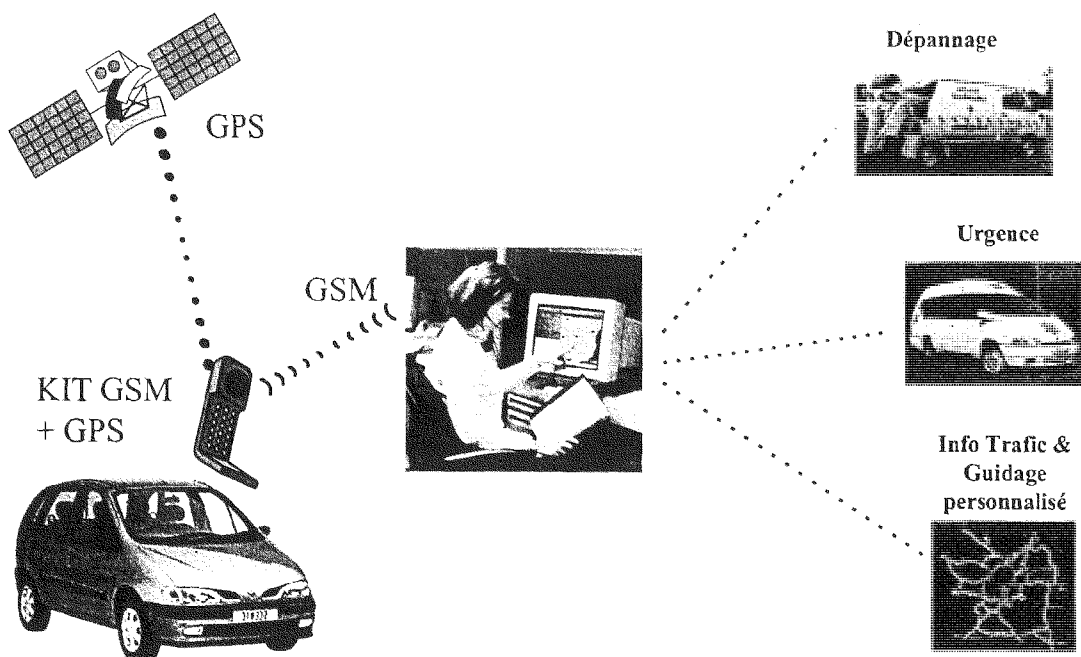 Dépannage
GPS
Urgence
GSM
KIT GSM
+ GPS
Info Trafic &
Guidage
personnalisé